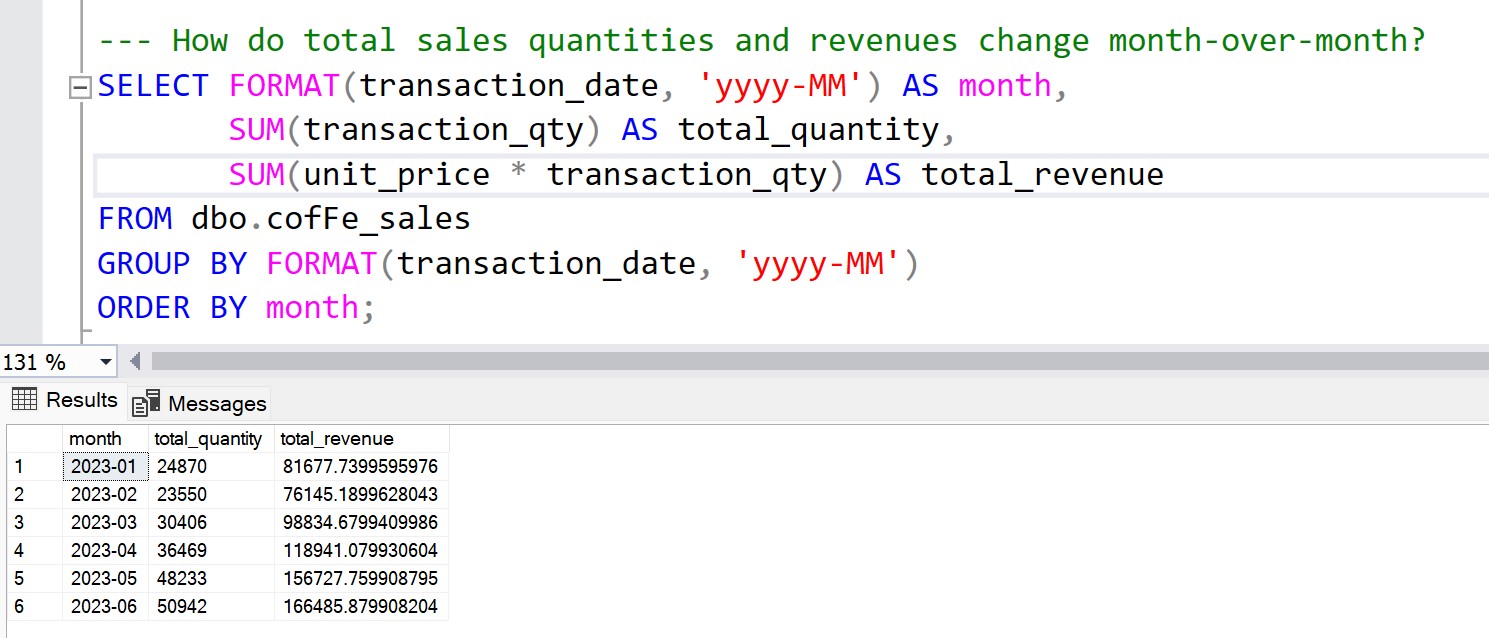 --- How do total sales quantities and revenues change month-over-month?
SELECT FORMAT(transaction_date, 'yyyy-MM') AS month,
SUM(transaction_qty) AS total_quantity,
SUM(unit_price * transaction_qty) AS total_revenue
FROM dbo.cofFe_sales
GROUP BY FORMAT(transaction_date, 'yyyy-MM')
ORDER BY month;
131 %
Results Messages
month total_quantity total_revenue
1 2023-01 24870 81677.7399595976
2 2023-02 23550 76145.1899628043
3 2023-03 30406 98834.6799409986
4 2023-04 36469 118941.079930604
5 2023-05 48233 156727.759908795
6 2023-06 50942 166485.879908204